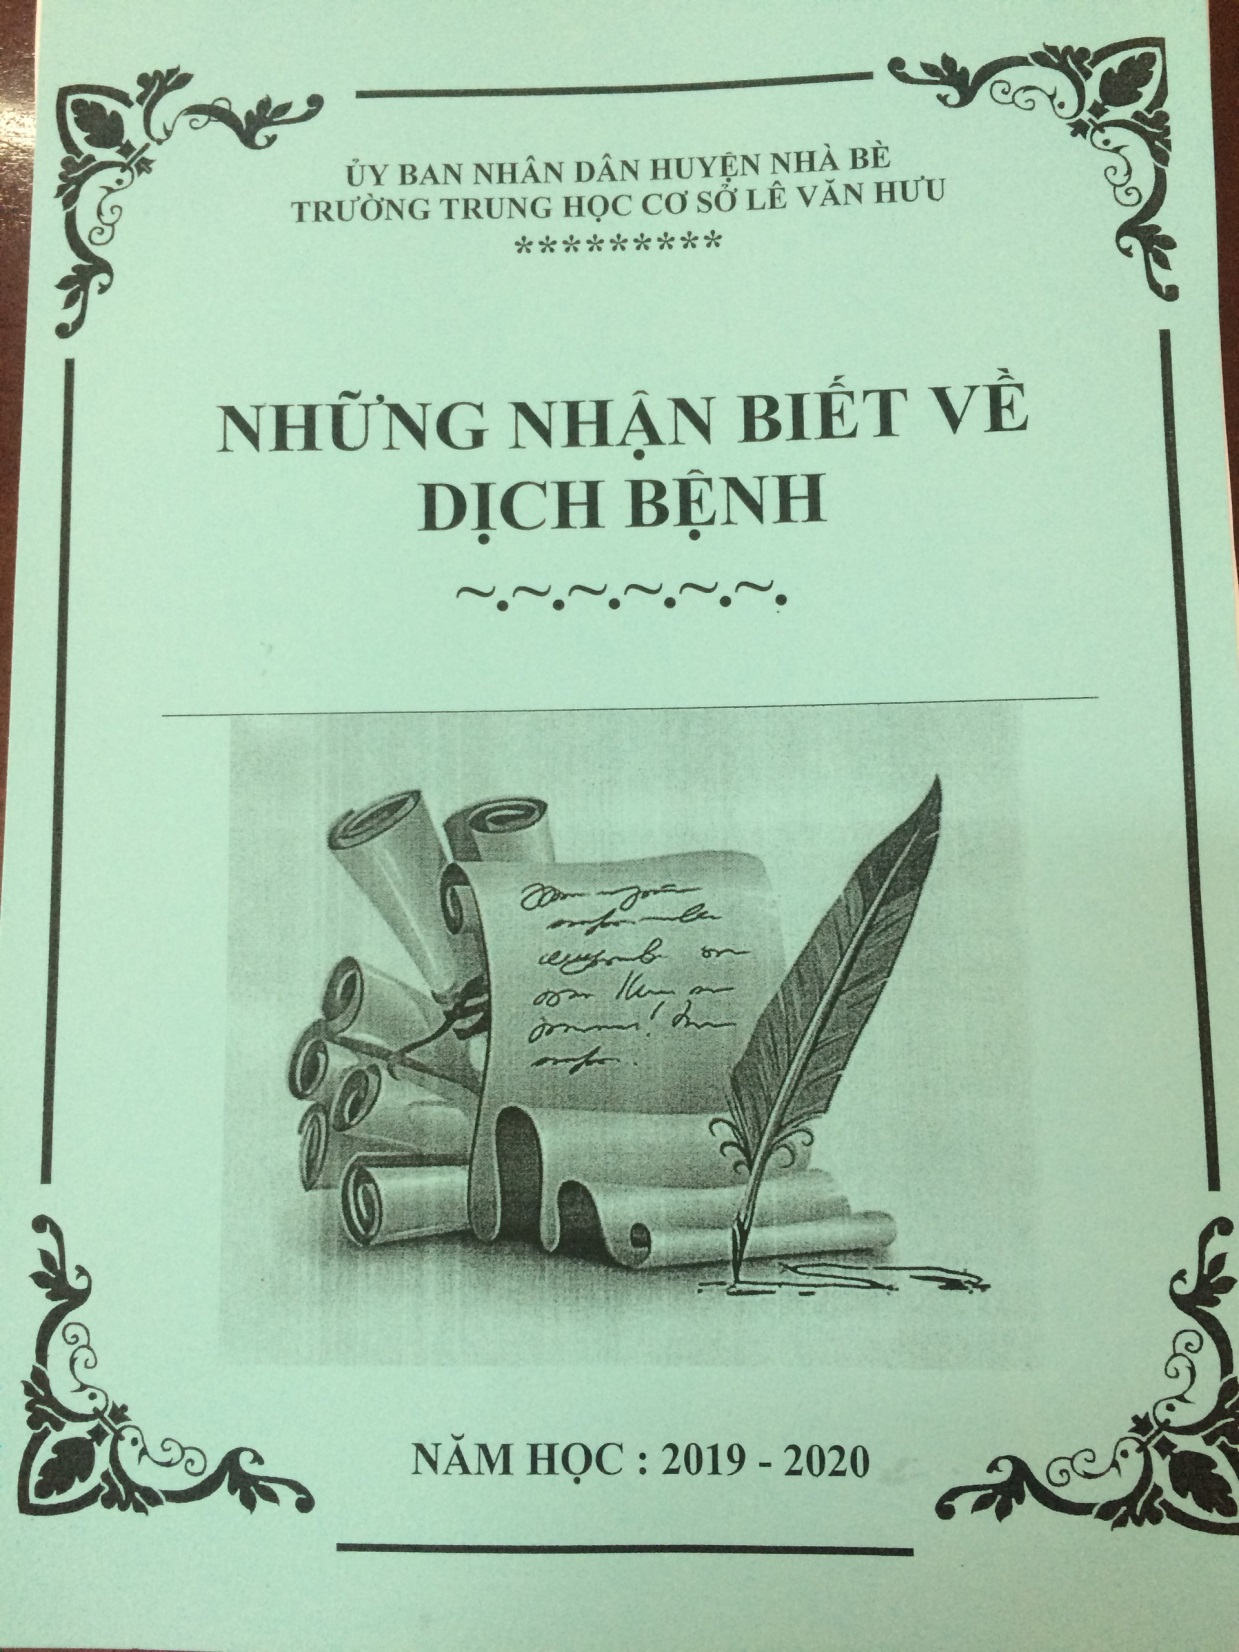 ỦY BAN NHÂN DÂN HUYỆN NHÀ BÈ
TRƯỜNG TRUNG HỌC CƠ SỞ LÊ VĂN HƯU
*********
NHỮNG NHẬN BIẾT VỀ
DỊCH BỆNH
~.~.~.~.~.~.
NĂM HỌC : 2019 - 2020